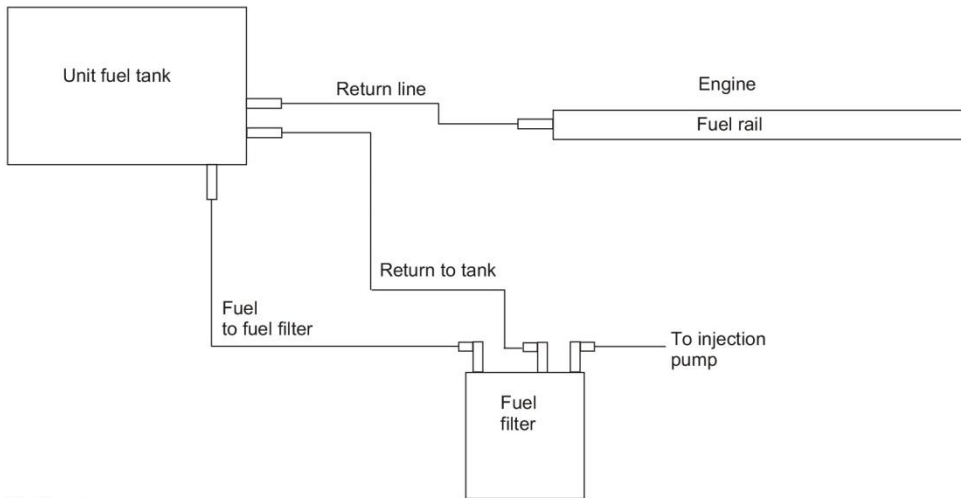 Unit fuel tank
Return line
Engine
Fuel rail
Return to tank
Fuel
to fuel filter
To injection
pump
Fuel
filter